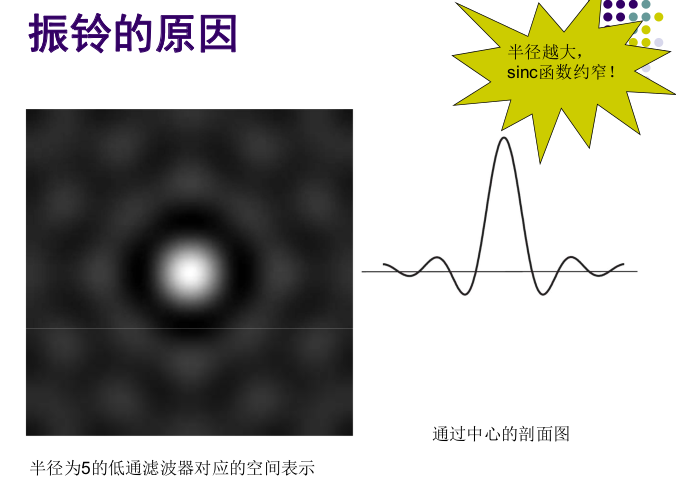 振铃的原因
半径越大，
sinc函数约窄！
通过中心的剖面图
半径为5的低通滤波器对应的空间表示